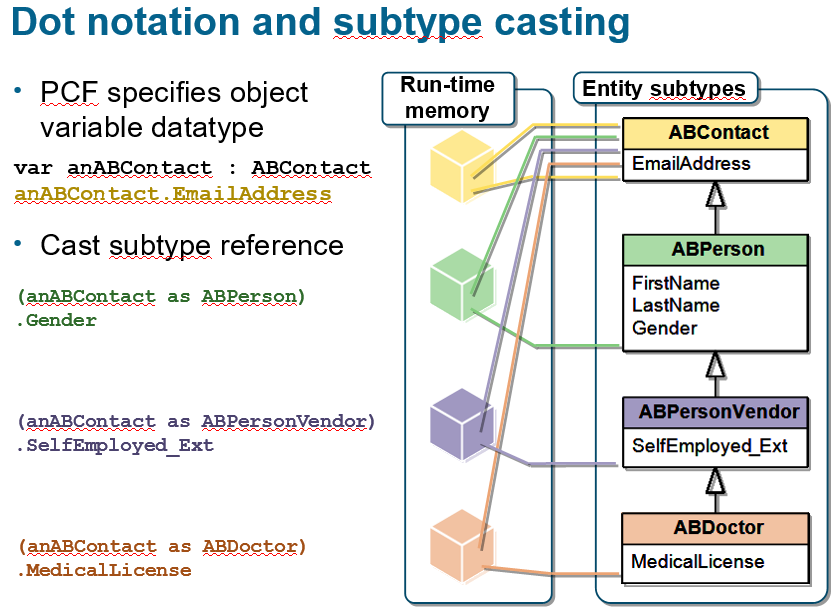 Dot notation and subtype casting
• PCF specifies object
variable datatype
var anABContact : ABContact
anABContact.EmailAddress
• Cast subtype reference
(anABContact as ABPerson)
.Gender
(anABContact as ABPersonVendor)
.SelfEmployed_Ext
(anABContact as ABDoctor)
.MedicalLicense
Run-time
memory
Entity subtypes
ABContact
EmailAddress
ABPerson
FirstName
LastName
Gender
ABPersonVendor
SelfEmployed_Ext
ABDoctor
MedicalLicense